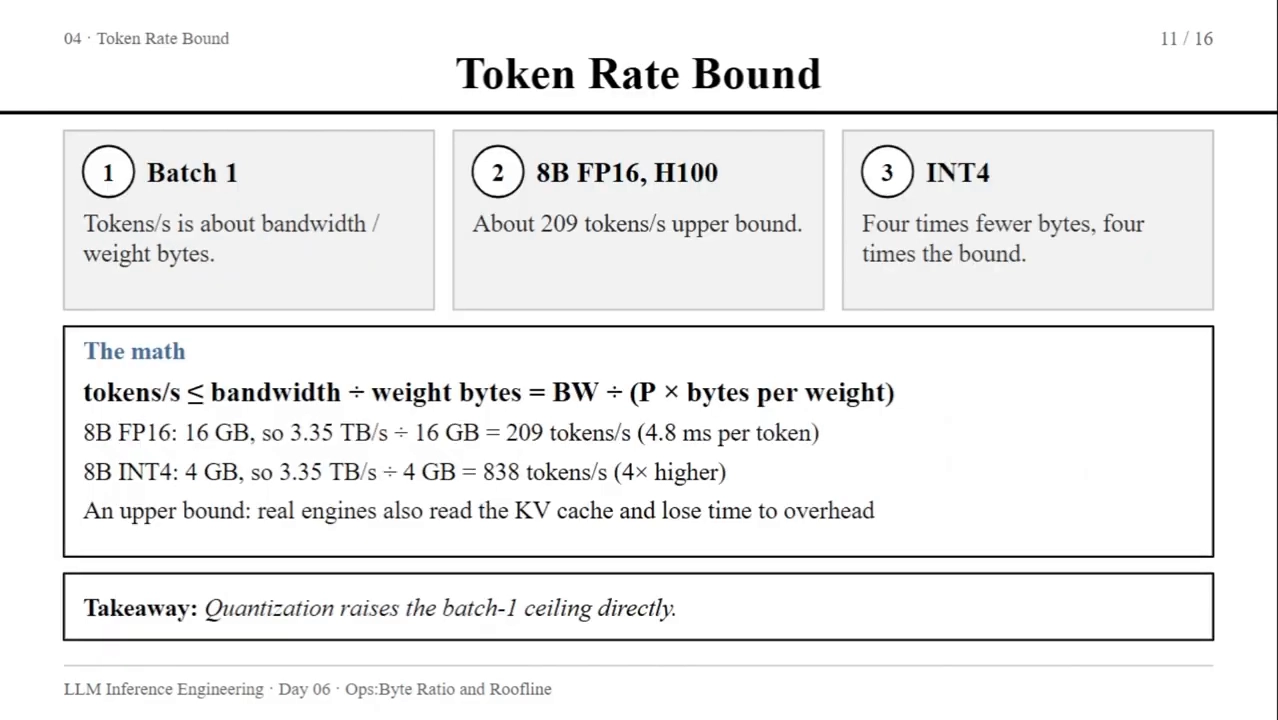 04 · Token Rate Bound
11 / 16
Token Rate Bound
1 Batch 1
Tokens/s is about bandwidth /
weight bytes.
2 8B FP16, H100
About 209 tokens/s upper bound.
3 INT4
Four times fewer bytes, four
times the bound.
The math
tokens/s ≤ bandwidth ÷ weight bytes = BW ÷ (P × bytes per weight)
8B FP16: 16 GB, so 3.35 TB/s ÷ 16 GB = 209 tokens/s (4.8 ms per token)
8B INT4: 4 GB, so 3.35 TB/s ÷ 4 GB = 838 tokens/s (4× higher)
An upper bound: real engines also read the KV cache and lose time to overhead
Takeaway: Quantization raises the batch-1 ceiling directly.
LLM Inference Engineering · Day 06 · Ops:Byte Ratio and Roofline